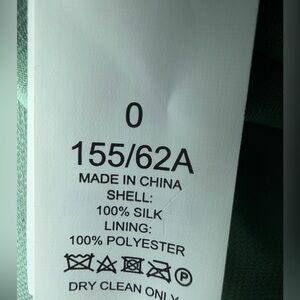 0
155/62A
MADE IN CHINA
SHELL:
100% SILK
LINING:
100% POLYESTER
DRY CLEAN ONLY